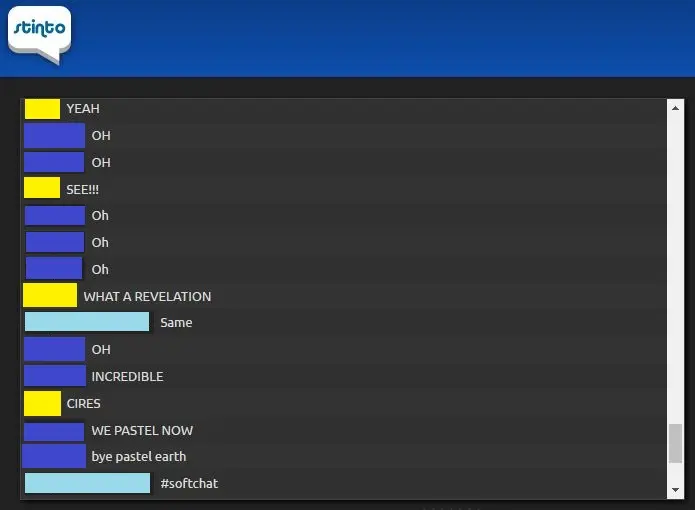 stinto
YEAH
OH
OH
SEE!!!
Oh
Oh
Oh
WHAT A REVELATION
Same
OH
INCREDIBLE
CIRES
WE PASTEL NOW
bye pastel earth
#softchat